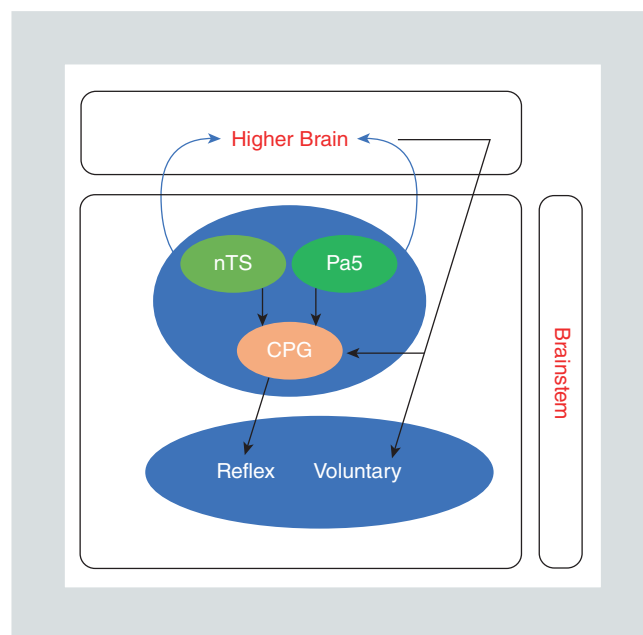 Higher Brain
nTS
Pa5
CPG
Reflex
Voluntary
Brainstem